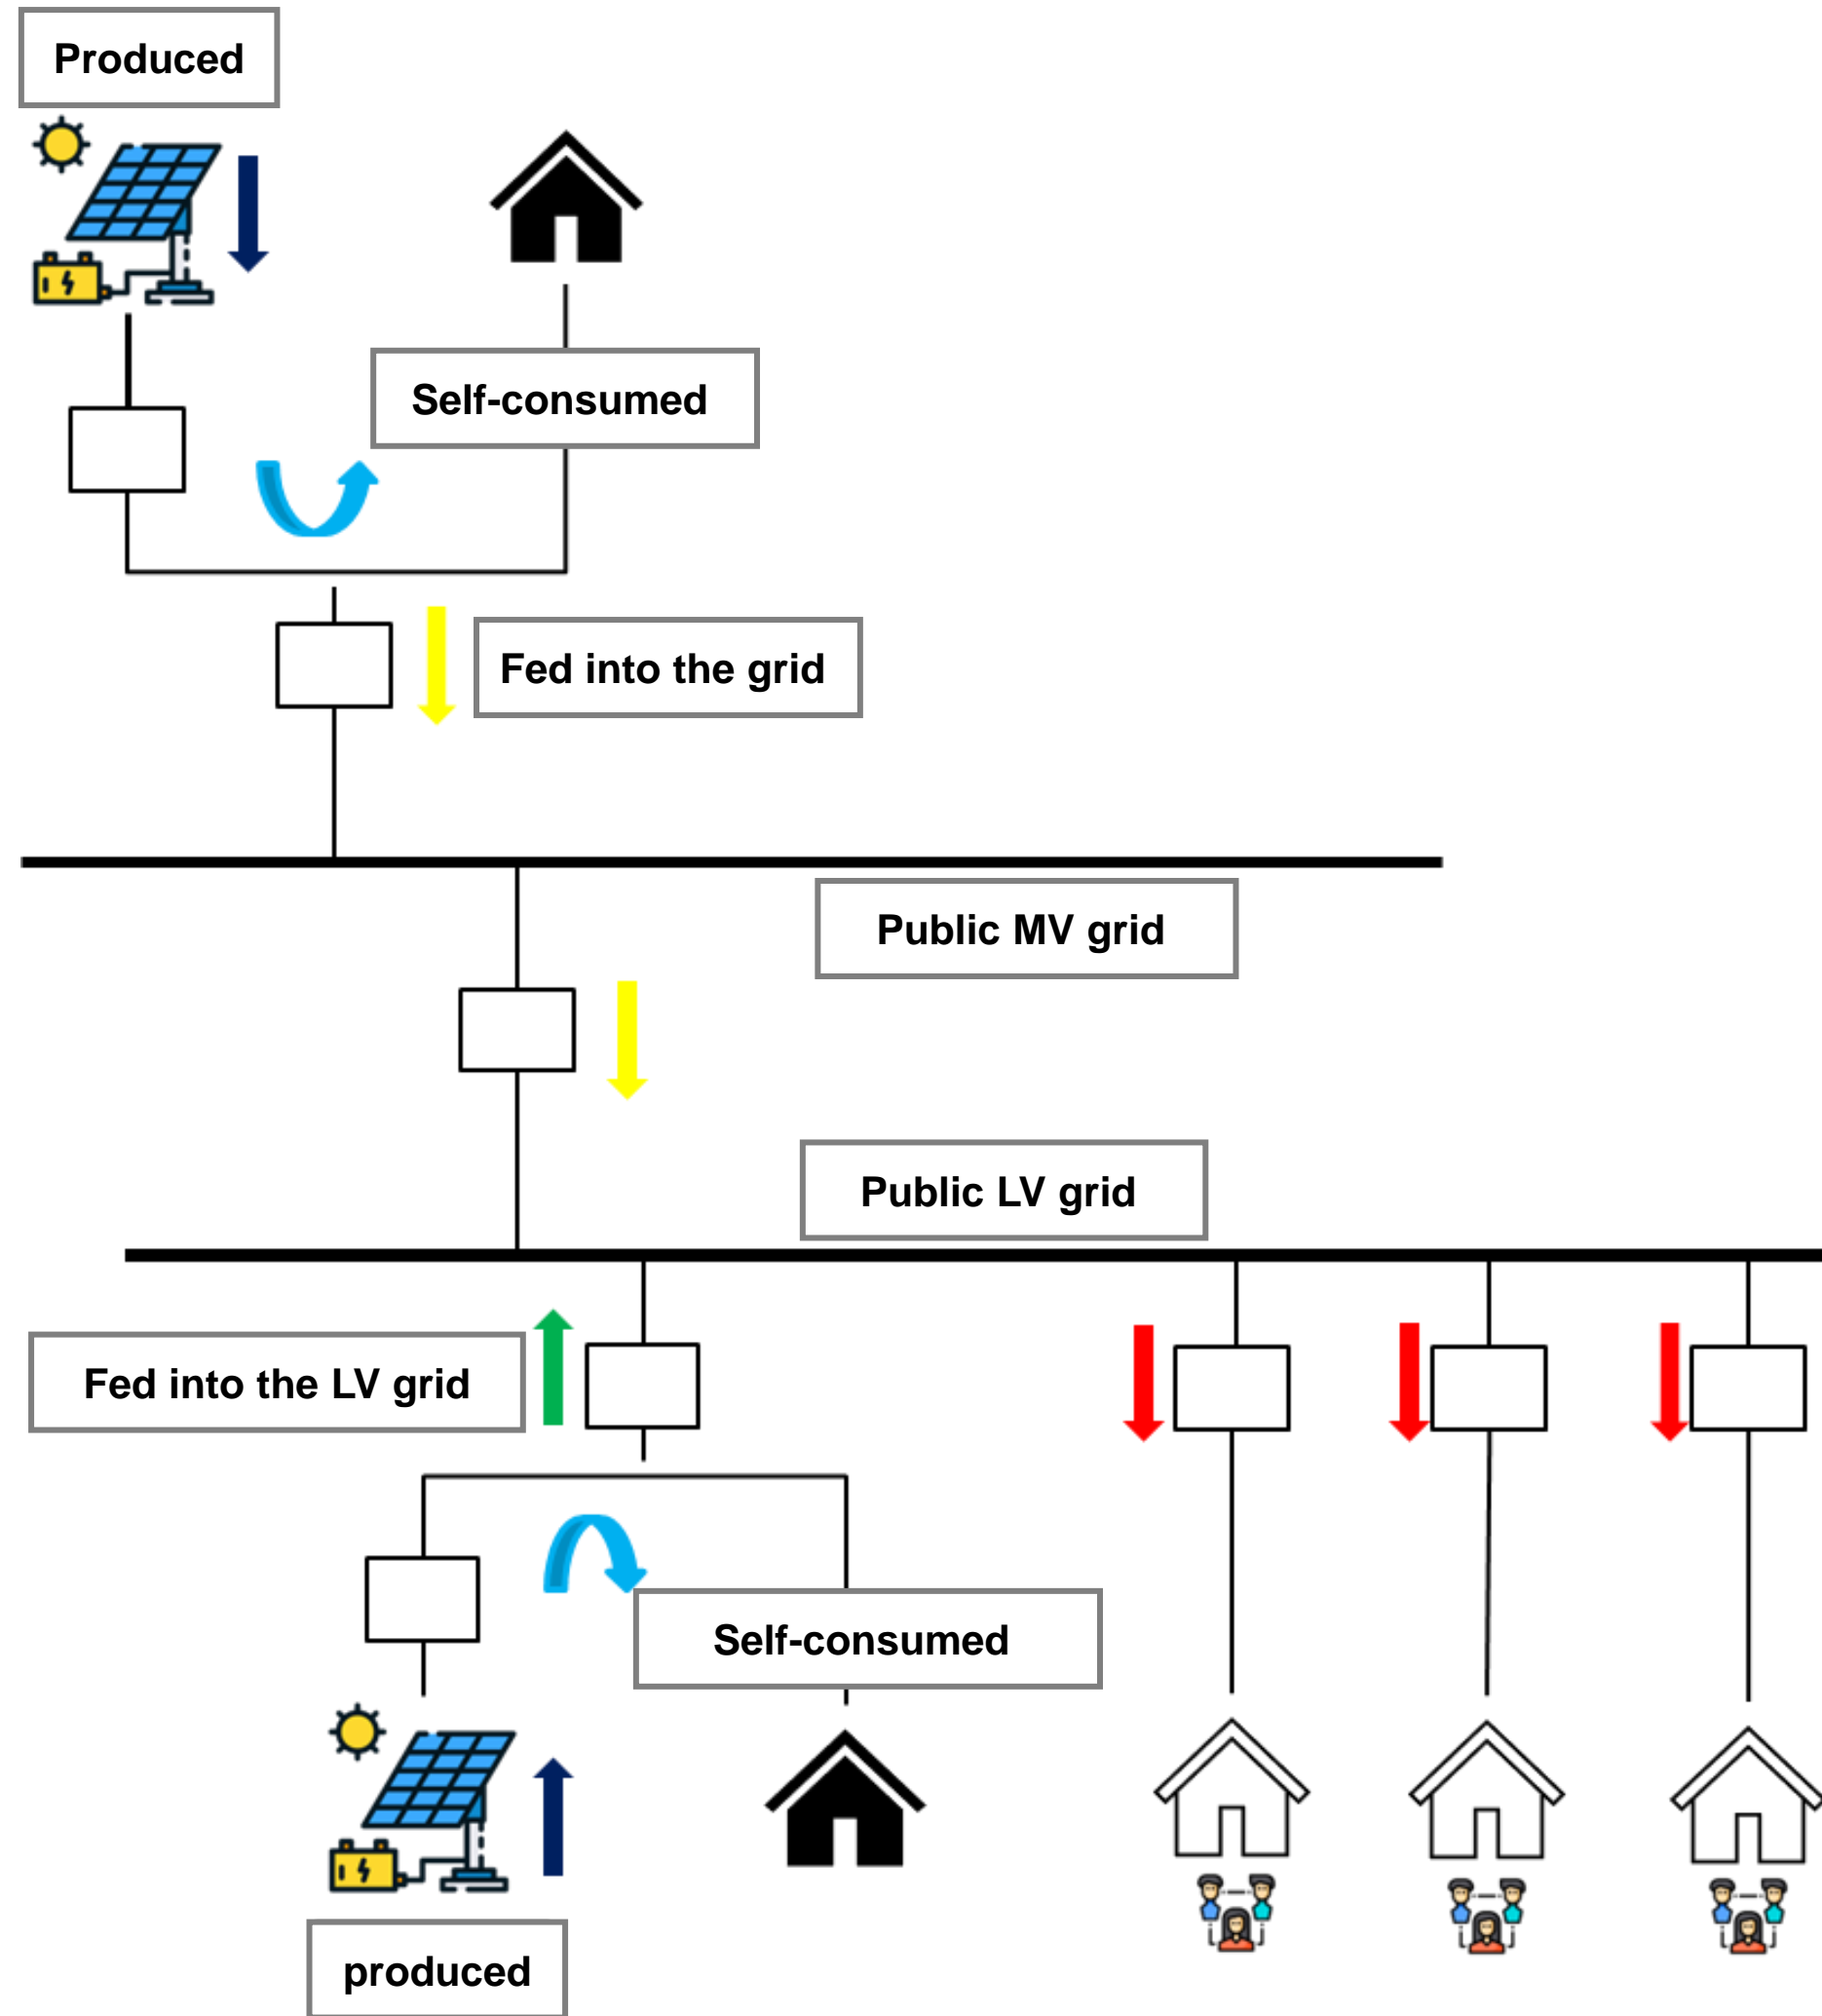 Produced
Self-consumed
Fed into the grid
Public MV grid
Public LV grid
Fed into the LV grid
Self-consumed
produced